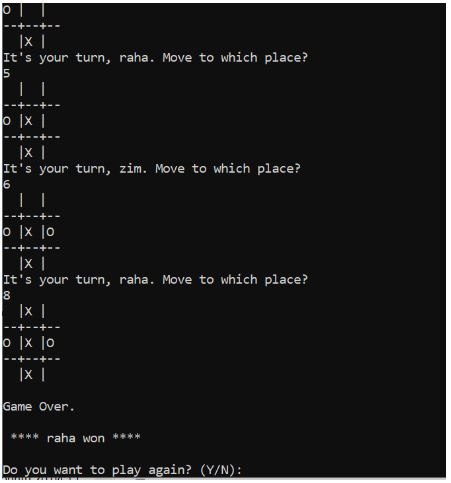 O |  |
--+--+--
  |X |
It's your turn, raha. Move to which place?
5
  |  |
--+--+--
O |X |
--+--+--
  |X |
It's your turn, zim. Move to which place?
6
  |  |
--+--+--
O |X |O
--+--+--
  |X |
It's your turn, raha. Move to which place?
8
  |X |
--+--+--
O |X |O
--+--+--
  |X |
Game Over.
 **** raha won ****
Do you want to play again? (Y/N):